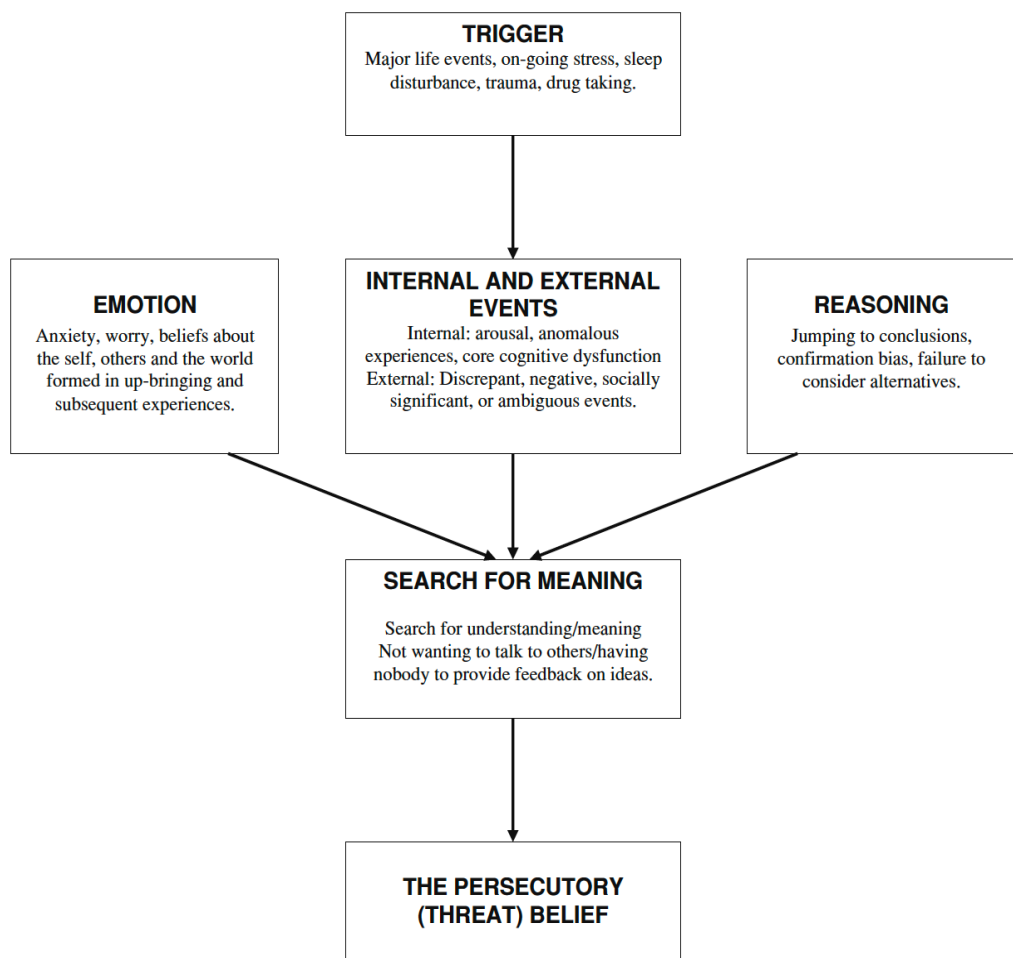 TRIGGER
Major life events, on-going stress, sleep
disturbance, trauma, drug taking.
EMOTION
Anxiety, worry, beliefs about
the self, others and the world
formed in up-bringing and
subsequent experiences.
INTERNAL AND EXTERNAL
EVENTS
Internal: arousal, anomalous
experiences, core cognitive dysfunction
External: Discrepant, negative, socially
significant, or ambiguous events.
REASONING
Jumping to conclusions,
confirmation bias, failure to
consider alternatives.
SEARCH FOR MEANING
Search for understanding/meaning
Not wanting to talk to others/having
nobody to provide feedback on ideas.
THE PERSECUTORY
(THREAT) BELIEF